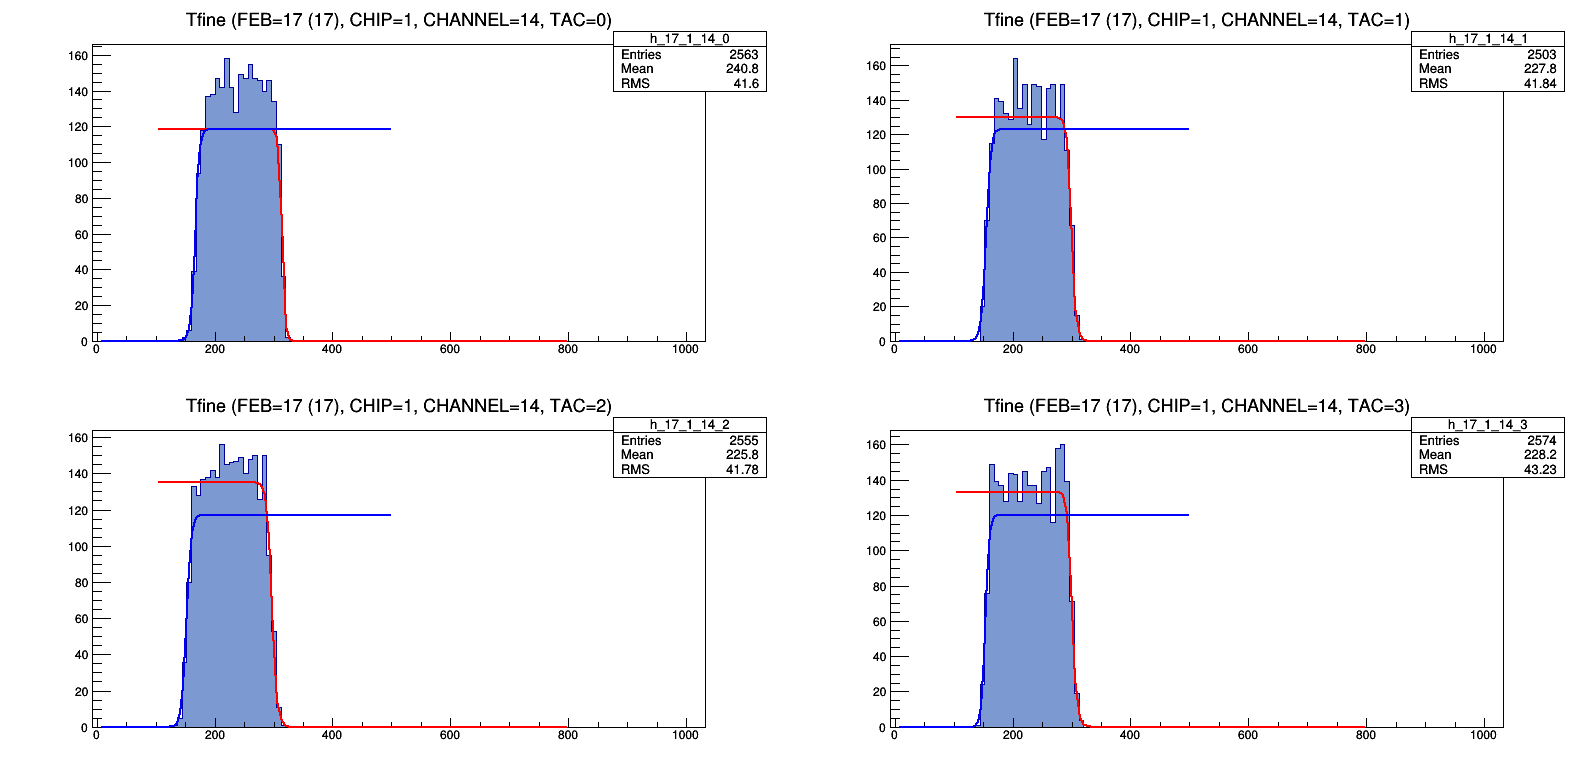 Tfine (FEB=17 (17), CHIP=1, CHANNEL=14, TAC=0)
h_17_1_14_0
Entries 2563
Mean 240.8
RMS 41.6
160
140
120
100
80
60
40
20
0
0 200 400 600 800 1000
Tfine (FEB=17 (17), CHIP=1, CHANNEL=14, TAC=1)
h_17_1_14_1
Entries 2503
Mean 227.8
RMS 41.84
160
140
120
100
80
60
40
20
0
0 200 400 600 800 1000
Tfine (FEB=17 (17), CHIP=1, CHANNEL=14, TAC=2)
h_17_1_14_2
Entries 2555
Mean 225.8
RMS 41.78
160
140
120
100
80
60
40
20
0
0 200 400 600 800 1000
Tfine (FEB=17 (17), CHIP=1, CHANNEL=14, TAC=3)
h_17_1_14_3
Entries 2574
Mean 228.2
RMS 43.23
160
140
120
100
80
60
40
20
0
0 200 400 600 800 1000